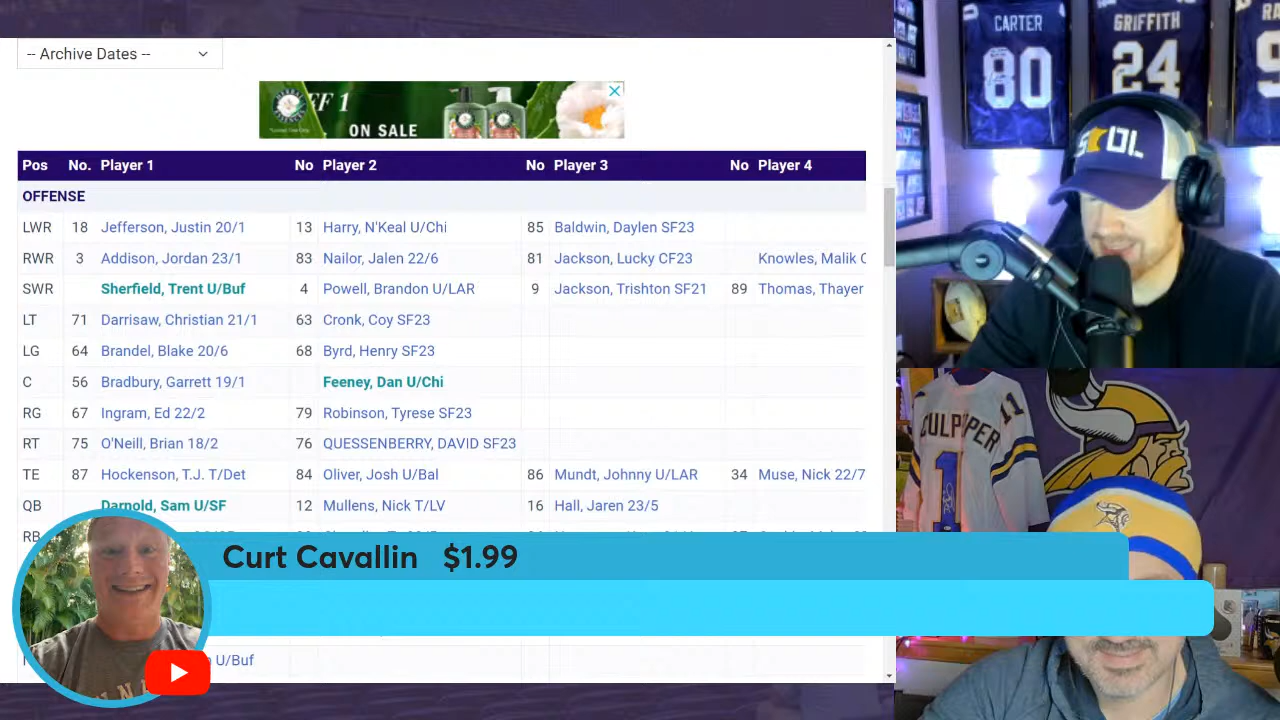 -- Archive Dates --
FF 1
ON SALE
Pos No. Player 1 No Player 2 No Player 3 No Player 4
OFFENSE
LWR 18 Jefferson, Justin 20/1 13 Harry, N'Keal U/Chi 85 Baldwin, Daylen SF23
RWR 3 Addison, Jordan 23/1 83 Nailor, Jalen 22/6 81 Jackson, Lucky CF23 Knowles, Malik C
SWR Sherfield, Trent U/Buf 4 Powell, Brandon U/LAR 9 Jackson, Trishton SF21 89 Thomas, Thayer
LT 71 Darrisaw, Christian 21/1 63 Cronk, Coy SF23
LG 64 Brandel, Blake 20/6 68 Byrd, Henry SF23
C 56 Bradbury, Garrett 19/1 Feeney, Dan U/Chi
RG 67 Ingram, Ed 22/2 79 Robinson, Tyrese SF23
RT 75 O'Neill, Brian 18/2 76 QUESSENBERRY, DAVID SF23
TE 87 Hockenson, T.J. T/Det 84 Oliver, Josh U/Bal 86 Mundt, Johnny U/LAR 34 Muse, Nick 22/7
QB Darnold, Sam U/SF 12 Mullens, Nick T/LV 16 Hall, Jaren 23/5
RB
Curt Cavallin $1.99
U/Buf
CARTER
80
GRIFFITH
24
RA
9
SKOL
CULPEPPER
11
1